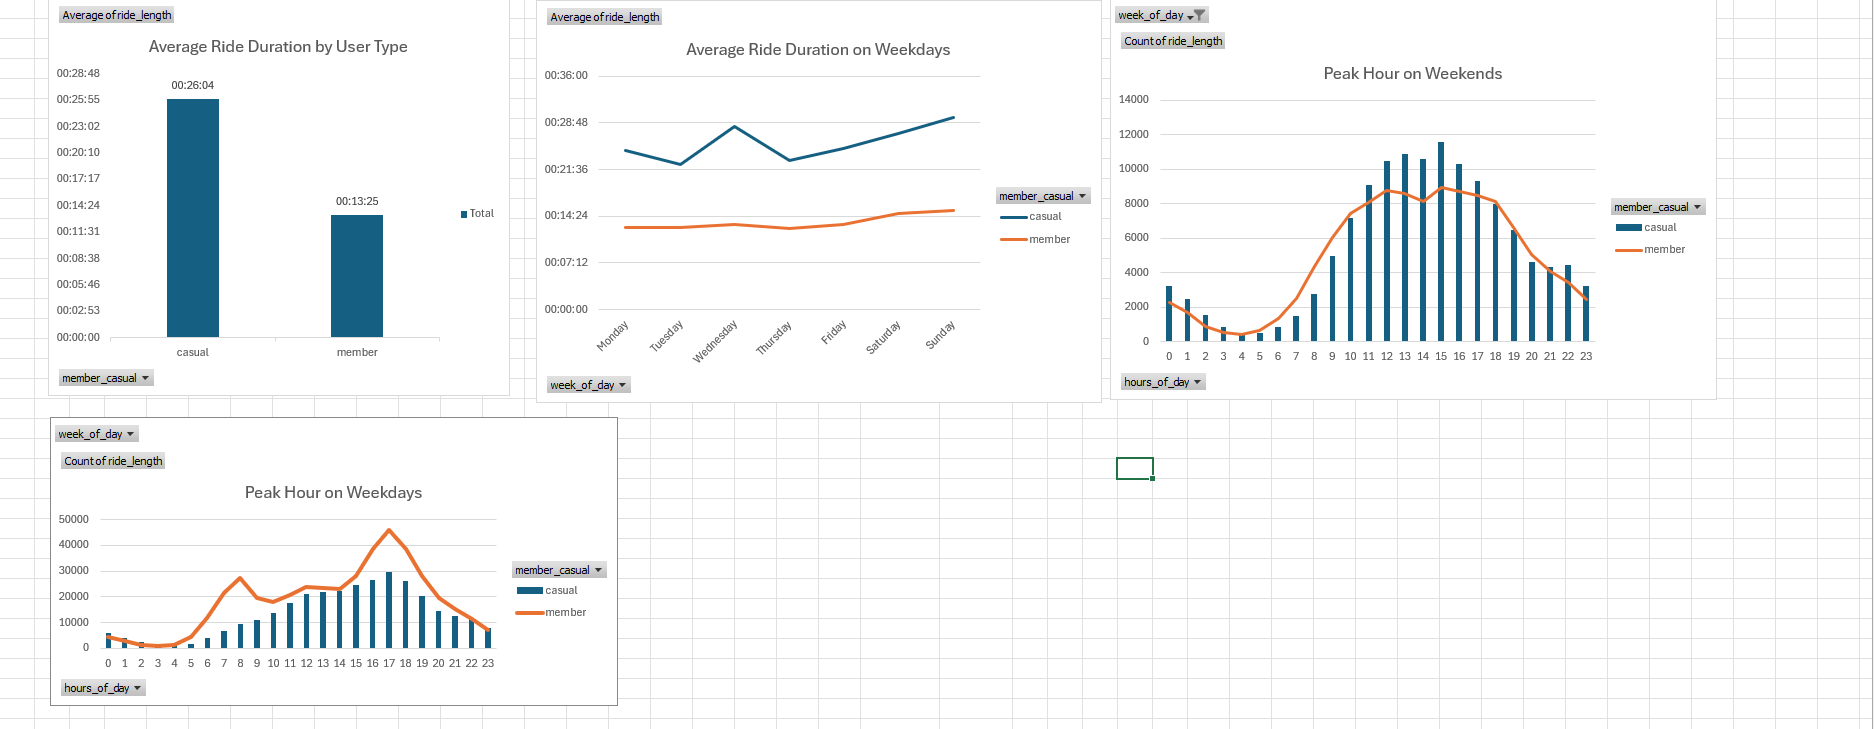 Average of ride_length
Average Ride Duration by User Type
00:28:48
00:25:55
00:23:02
00:20:10
00:17:17
00:14:24
00:11:31
00:08:38
00:05:46
00:02:53
00:00:00
00:26:04
00:13:25
casual member
Total
member_casual
Average of ride_length
Average Ride Duration on Weekdays
00:36:00
00:28:48
00:21:36
00:14:24
00:07:12
00:00:00
Monday Tuesday Wednesday Thursday Friday Saturday Sunday
member_casual
casual
member
week_of_day
week_of_day
Count of ride_length
Peak Hour on Weekends
14000
12000
10000
8000
6000
4000
2000
0
0 1 2 3 4 5 6 7 8 9 10 11 12 13 14 15 16 17 18 19 20 21 22 23
member_casual
casual
member
hours_of_day
week_of_day
Count of ride_length
Peak Hour on Weekdays
50000
40000
30000
20000
10000
0
0 1 2 3 4 5 6 7 8 9 10 11 12 13 14 15 16 17 18 19 20 21 22 23
member_casual
casual
member
hours_of_day